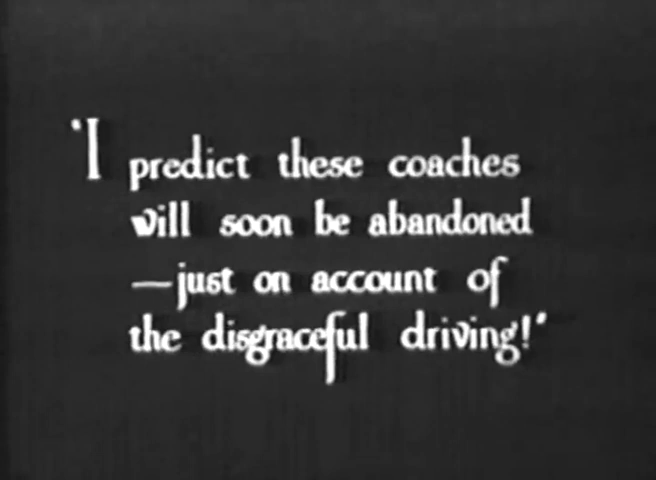 "I predict these coaches
will soon be abandoned
—just on account of
the disgraceful driving!"